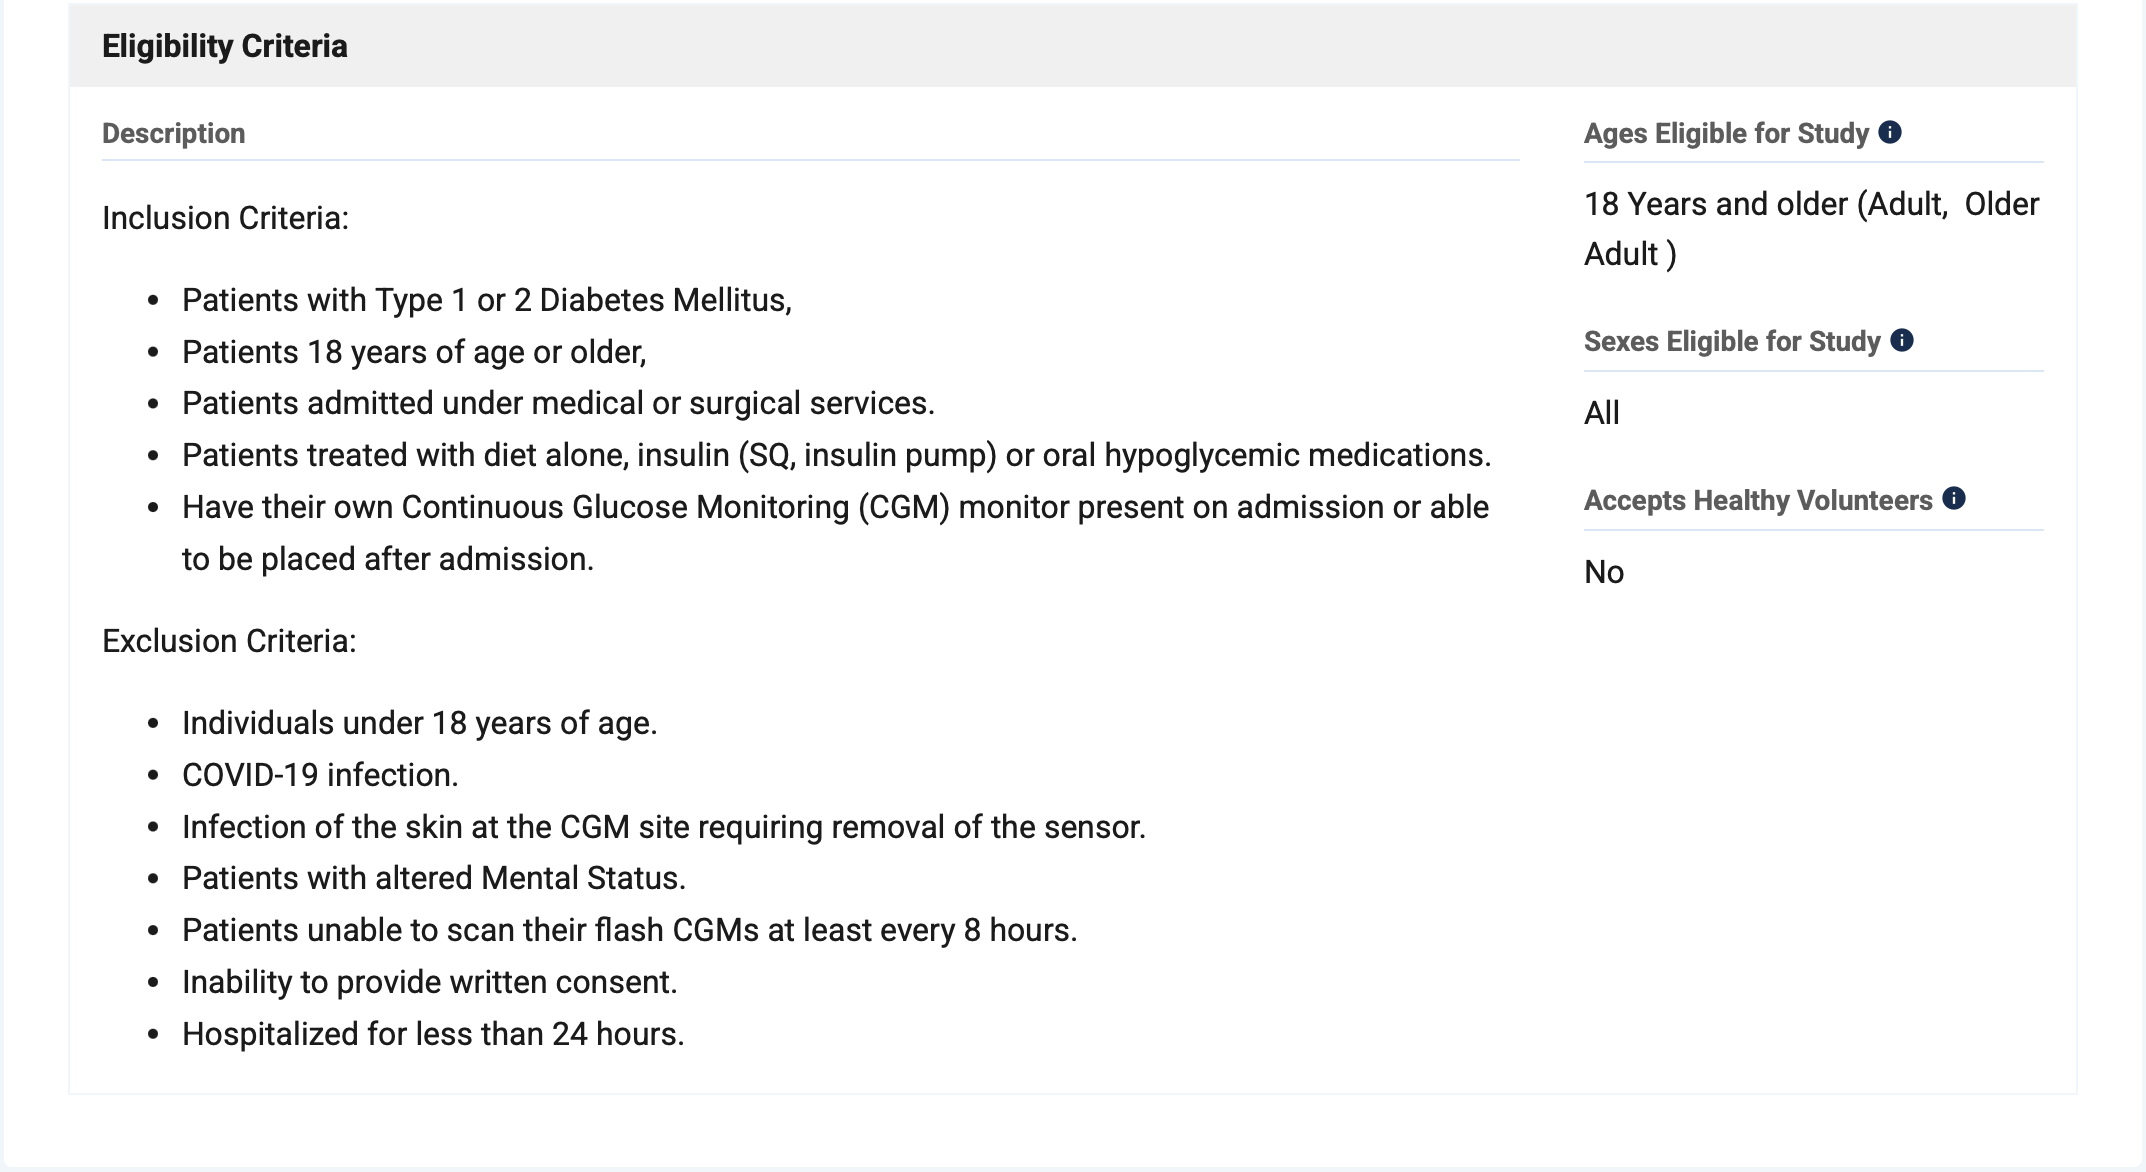 Eligibility Criteria
Description
Inclusion Criteria:
• Patients with Type 1 or 2 Diabetes Mellitus,
• Patients 18 years of age or older,
• Patients admitted under medical or surgical services.
• Patients treated with diet alone, insulin (SQ, insulin pump) or oral hypoglycemic medications.
• Have their own Continuous Glucose Monitoring (CGM) monitor present on admission or able
to be placed after admission.
Exclusion Criteria:
• Individuals under 18 years of age.
• COVID-19 infection.
• Infection of the skin at the CGM site requiring removal of the sensor.
• Patients with altered Mental Status.
• Patients unable to scan their flash CGMs at least every 8 hours.
• Inability to provide written consent.
• Hospitalized for less than 24 hours.
Ages Eligible for Study
18 Years and older (Adult, Older
Adult )
Sexes Eligible for Study
All
Accepts Healthy Volunteers
No